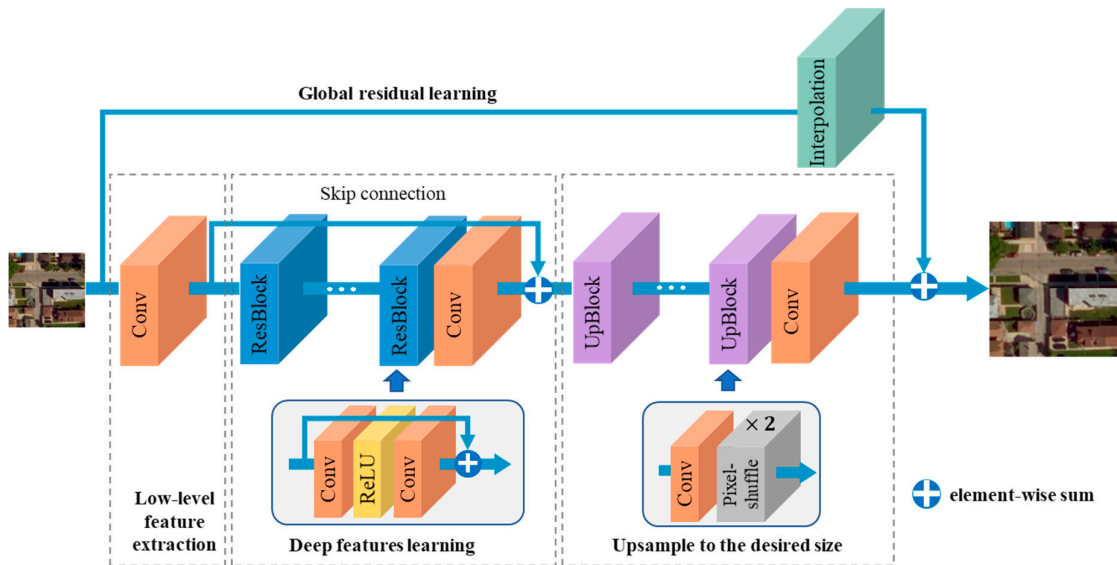 Global residual learning
Interpolation
Skip connection
Conv
ResBlock
...
ResBlock
Conv
UpBlock
...
UpBlock
Conv
Conv
ReLU
Conv
Conv
× 2
Pixel-
shuffle
Low-level
feature
extraction
Deep features learning
Upsample to the desired size
element-wise sum